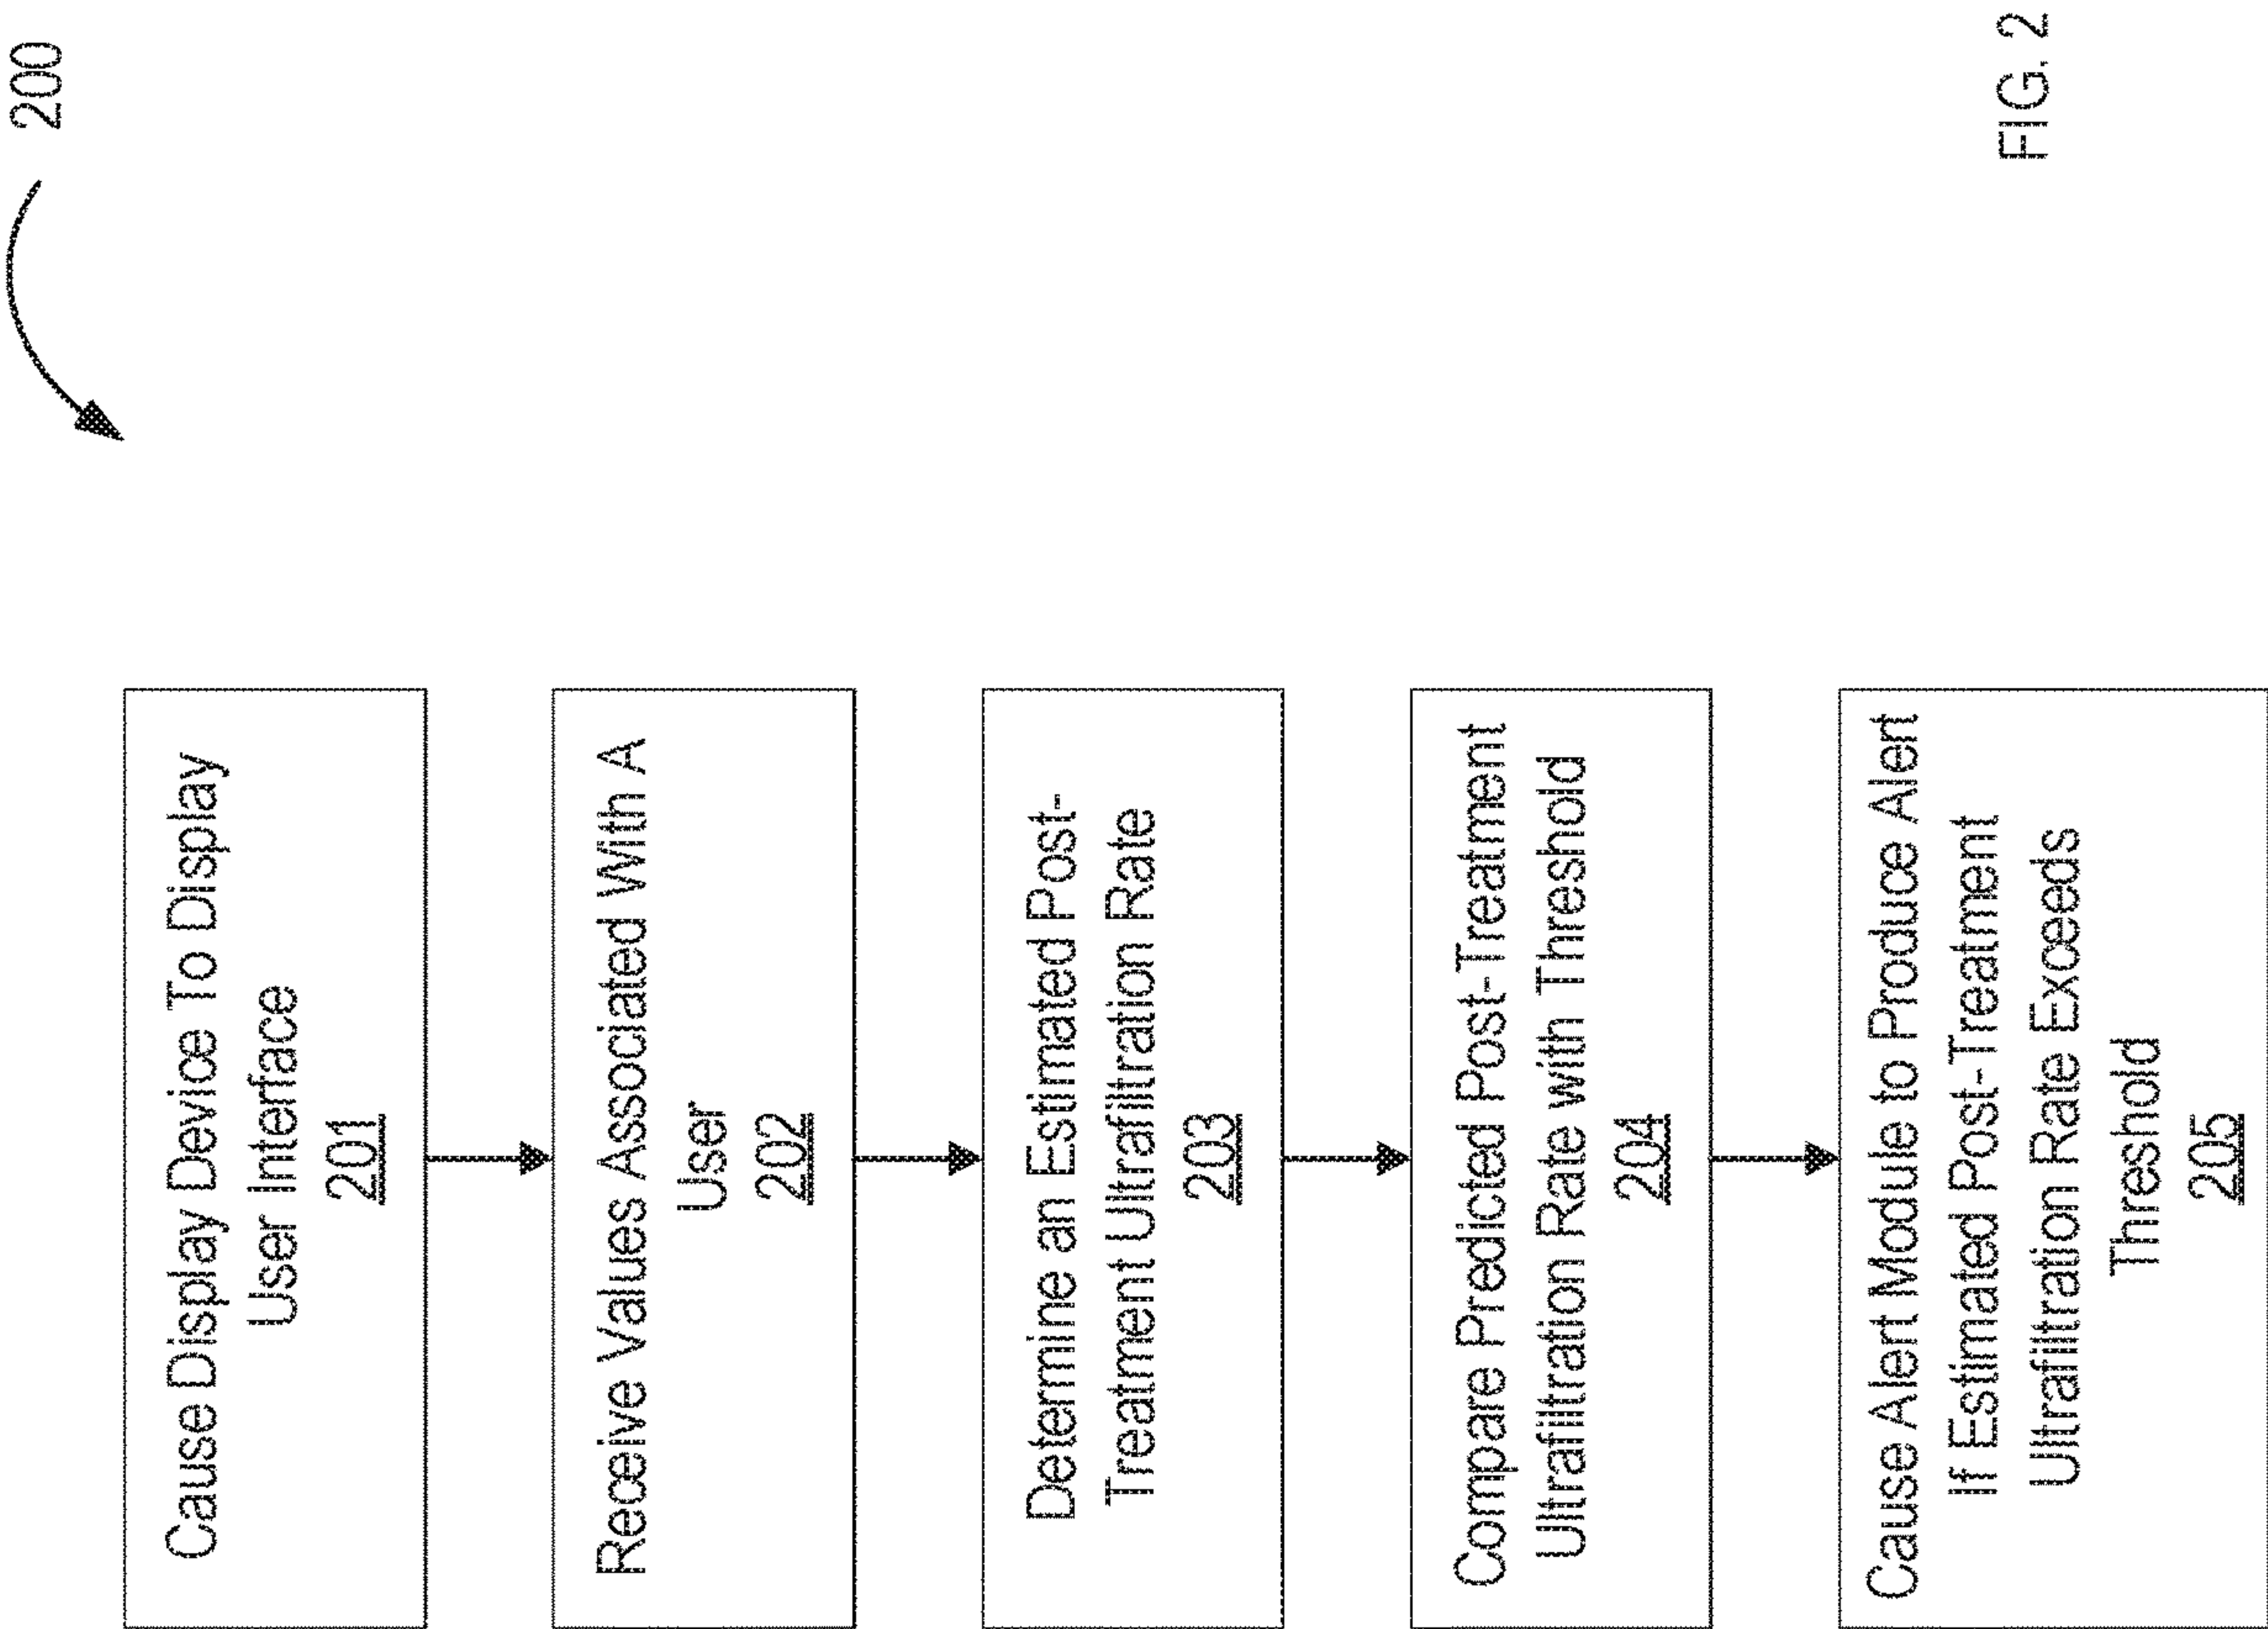 200
Cause Display Device To Display
User Interface
201
Receive Values Associated With A
User
202
Determine an Estimated Post-
Treatment Ultrafiltration Rate
203
Compare Predicted Post-Treatment
Ultrafiltration Rate with Threshold
204
Cause Alert Module to Produce Alert
If Estimated Post-Treatment
Ultrafiltration Rate Exceeds
Threshold
205
FIG. 2